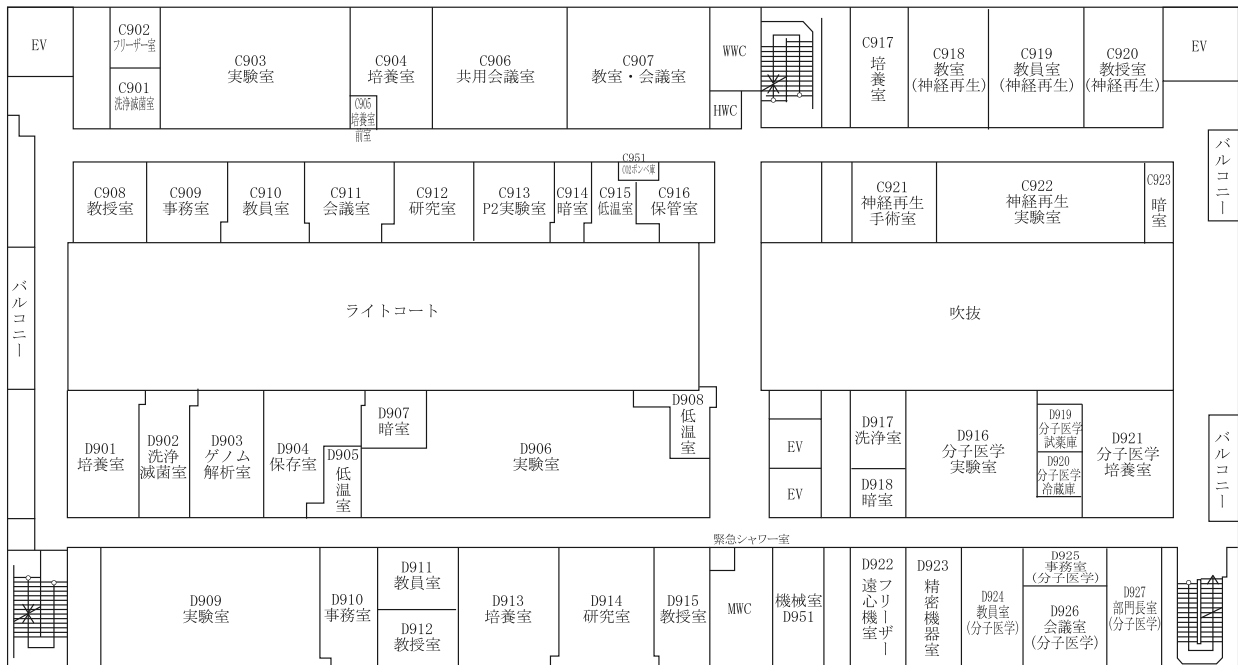 EV
C902
フリーザー室
C901
洗浄滅菌室
C903
実験室
C904
培養室
C905
培養室
前室
C906
共用会議室
C907
教室・会議室
WWC
HWC
C917
培養室
C918
教室
(神経再生)
C919
教員室
(神経再生)
C920
教授室
(神経再生)
EV
バルコニー
C908
教授室
C909
事務室
C910
教員室
C911
会議室
C912
研究室
C913
P2実験室
C914
暗室
C915
低温室
C951
CO2ボンベ庫
C916
保管室
C921
神経再生
手術室
C922
神経再生
実験室
C923
暗室
バルコニー
ライトコート
吹抜
D901
培養室
D902
洗浄
滅菌室
D903
ゲノム
解析室
D904
保存室
D905
低温室
D907
暗室
D906
実験室
D908
低温室
EV
EV
D917
洗浄室
D918
暗室
D916
分子医学
実験室
D919
分子医学
試薬庫
D920
分子医学
冷蔵庫
D921
分子医学
培養室
バルコニー
緊急シャワー室
D909
実験室
D910
事務室
D911
教員室
D912
教授室
D913
培養室
D914
研究室
D915
教授室
MWC
機械室
D951
D922
フリーザー
遠心機室
D923
精密機器室
D924
教員室
(分子医学)
D925
事務室
(分子医学)
D926
会議室
(分子医学)
D927
部門長室
(分子医学)